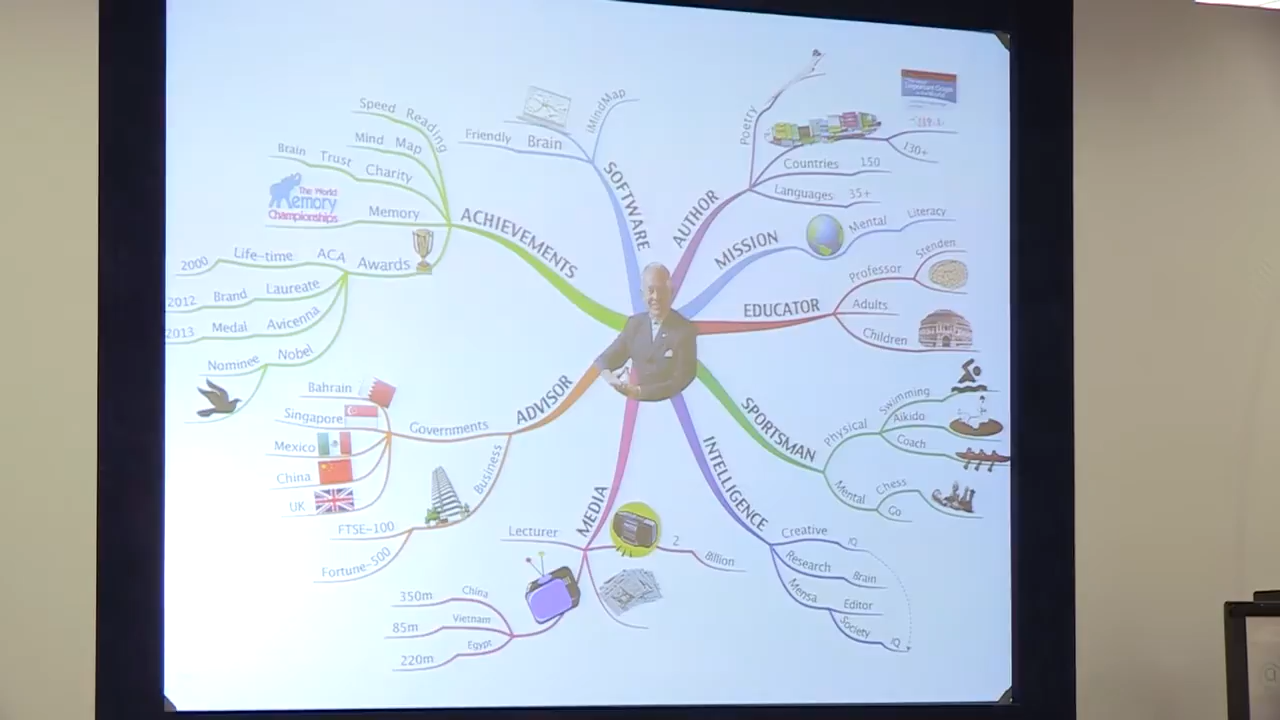 SOFTWARE
Friendly Brain
iMindMap
AUTHOR
Poetry
130+
Countries 150
Languages 35+
MISSION
Mental Literacy
EDUCATOR
Professor
Stenden
Adults
Children
SPORTSMAN
Physical
Swimming
Aikido
Coach
Mental
Chess
Go
INTELLIGENCE
Creative IQ
Research Brain
Mensa Editor
Society IQ
MEDIA
Lecturer
2 Billion
350m China
85m Vietnam
220m Egypt
ADVISOR
Governments
Bahrain
Singapore
Mexico
China
UK
Business
FTSE-100
Fortune-500
ACHIEVEMENTS
Speed Reading
Mind Map
Brain Trust Charity
Memory
The World
Memory
Championships
Awards
2000 Life-time ACA
2012 Brand Laureate
2013 Medal Avicenna
Nominee Nobel